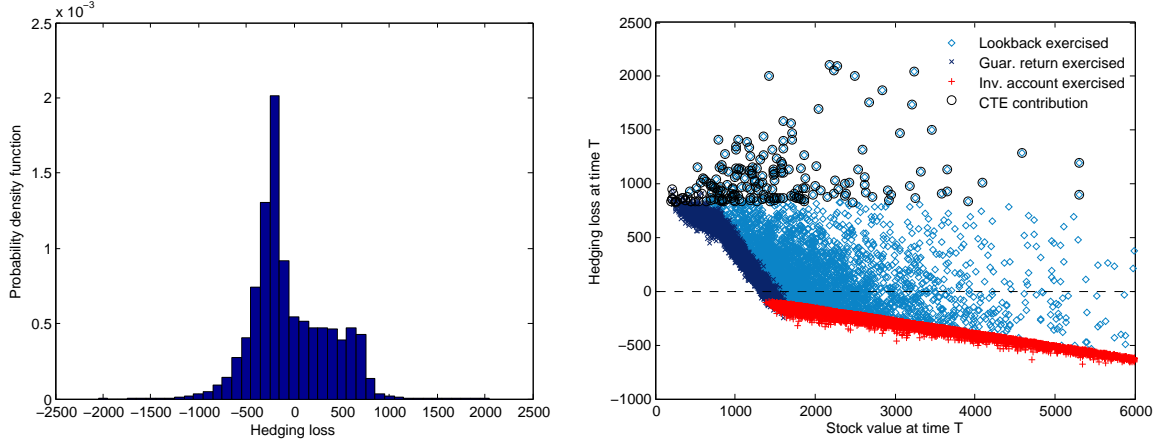 x 10⁻³
2.5
2
1.5
1
0.5
0
−2500 −2000 −1500 −1000 −500 0 500 1000 1500 2000 2500
Hedging loss
Probability density function
2500
2000
1500
1000
500
0
−500
−1000
0 1000 2000 3000 4000 5000 6000
Stock value at time T
Hedging loss at time T
Lookback exercised
Guar. return exercised
Inv. account exercised
CTE contribution